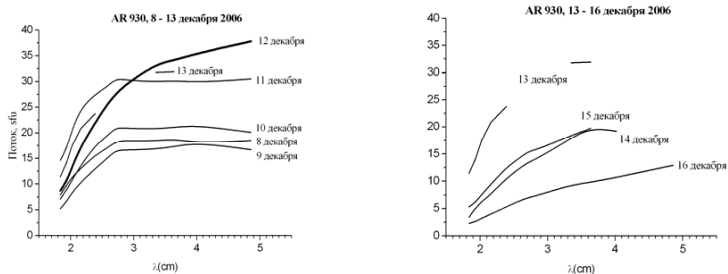 AR 930, 8 - 13 декабря 2006
40
35
30
25
20
15
10
5
0
Поток, sfu
12 декабря
13 декабря
11 декабря
10 декабря
8 декабря
9 декабря
2
3
4
5
λ(cm)
AR 930, 13 - 16 декабря 2006
40
35
30
25
20
15
10
5
0
13 декабря
15 декабря
14 декабря
16 декабря
2
3
4
5
λ(cm)